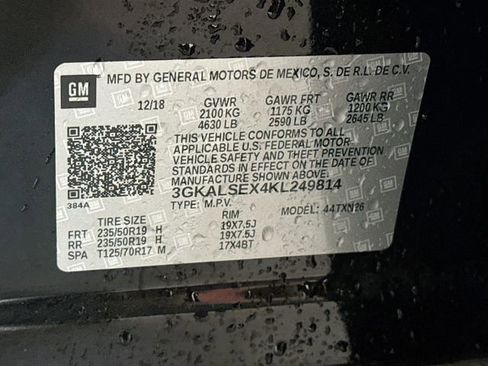 GM
MFD BY GENERAL MOTORS DE MEXICO, S. DE R.L. DE C.V.
12/18 GVWR GAWR FRT GAWR RR
2100 KG 1175 KG 1200 KG
4630 LB 2590 LB 2645 LB
THIS VEHICLE CONFORMS TO ALL
APPLICABLE U.S. FEDERAL MOTOR
VEHICLE SAFETY AND THEFT PREVENTION
STANDARDS IN EFFECT ON THE DATE OF
MANUFACTURE SHOWN ABOVE.
384A
3GKALSEX4KL249814
TYPE: M.P.V. MODEL: 44TXN26
TIRE SIZE RIM
FRT 235/50R19 H 19X7.5J
RR 235/50R19 H 19X7.5J
SPA T125/70R17 M 17X4BT